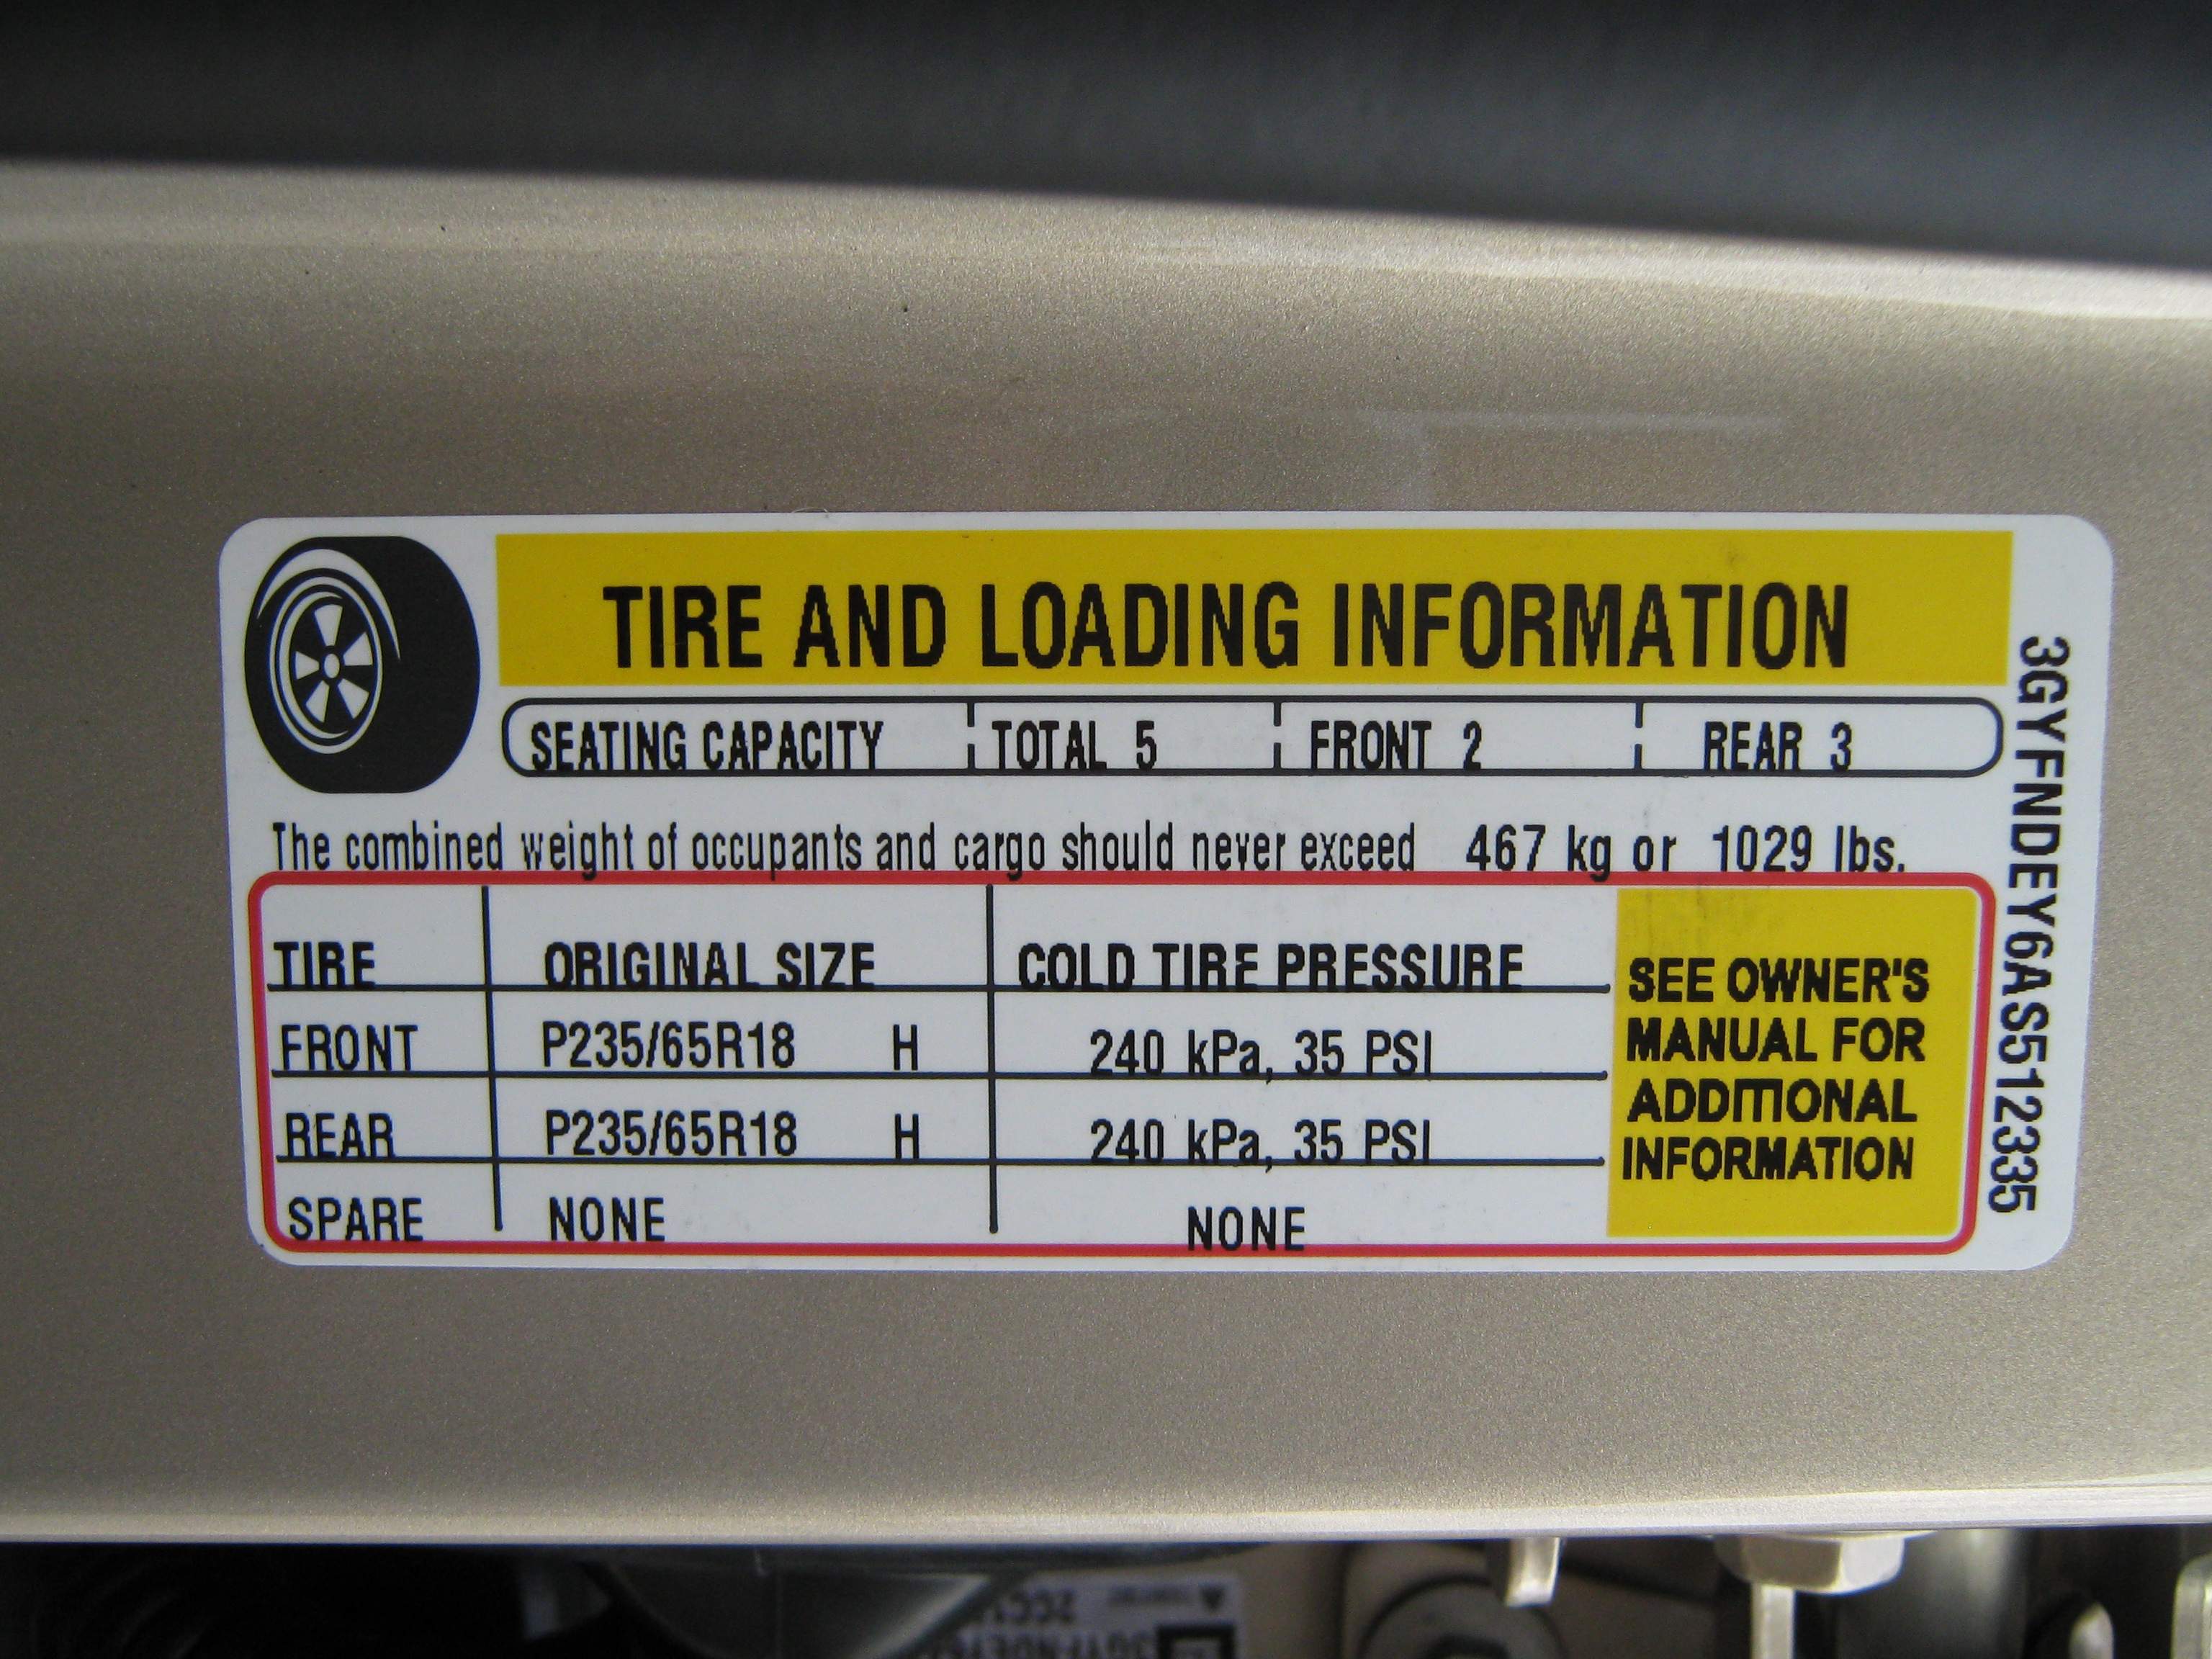 TIRE AND LOADING INFORMATION
SEATING CAPACITY TOTAL 5 FRONT 2 REAR 3
The combined weight of occupants and cargo should never exceed 467 kg or 1029 lbs.
TIRE ORIGINAL SIZE COLD TIRE PRESSURE
FRONT P235/65R18 H 240 kPa, 35 PSI
REAR P235/65R18 H 240 kPa, 35 PSI
SPARE NONE NONE
SEE OWNER'S
MANUAL FOR
ADDITIONAL
INFORMATION
3GYFNDEY6AS512335